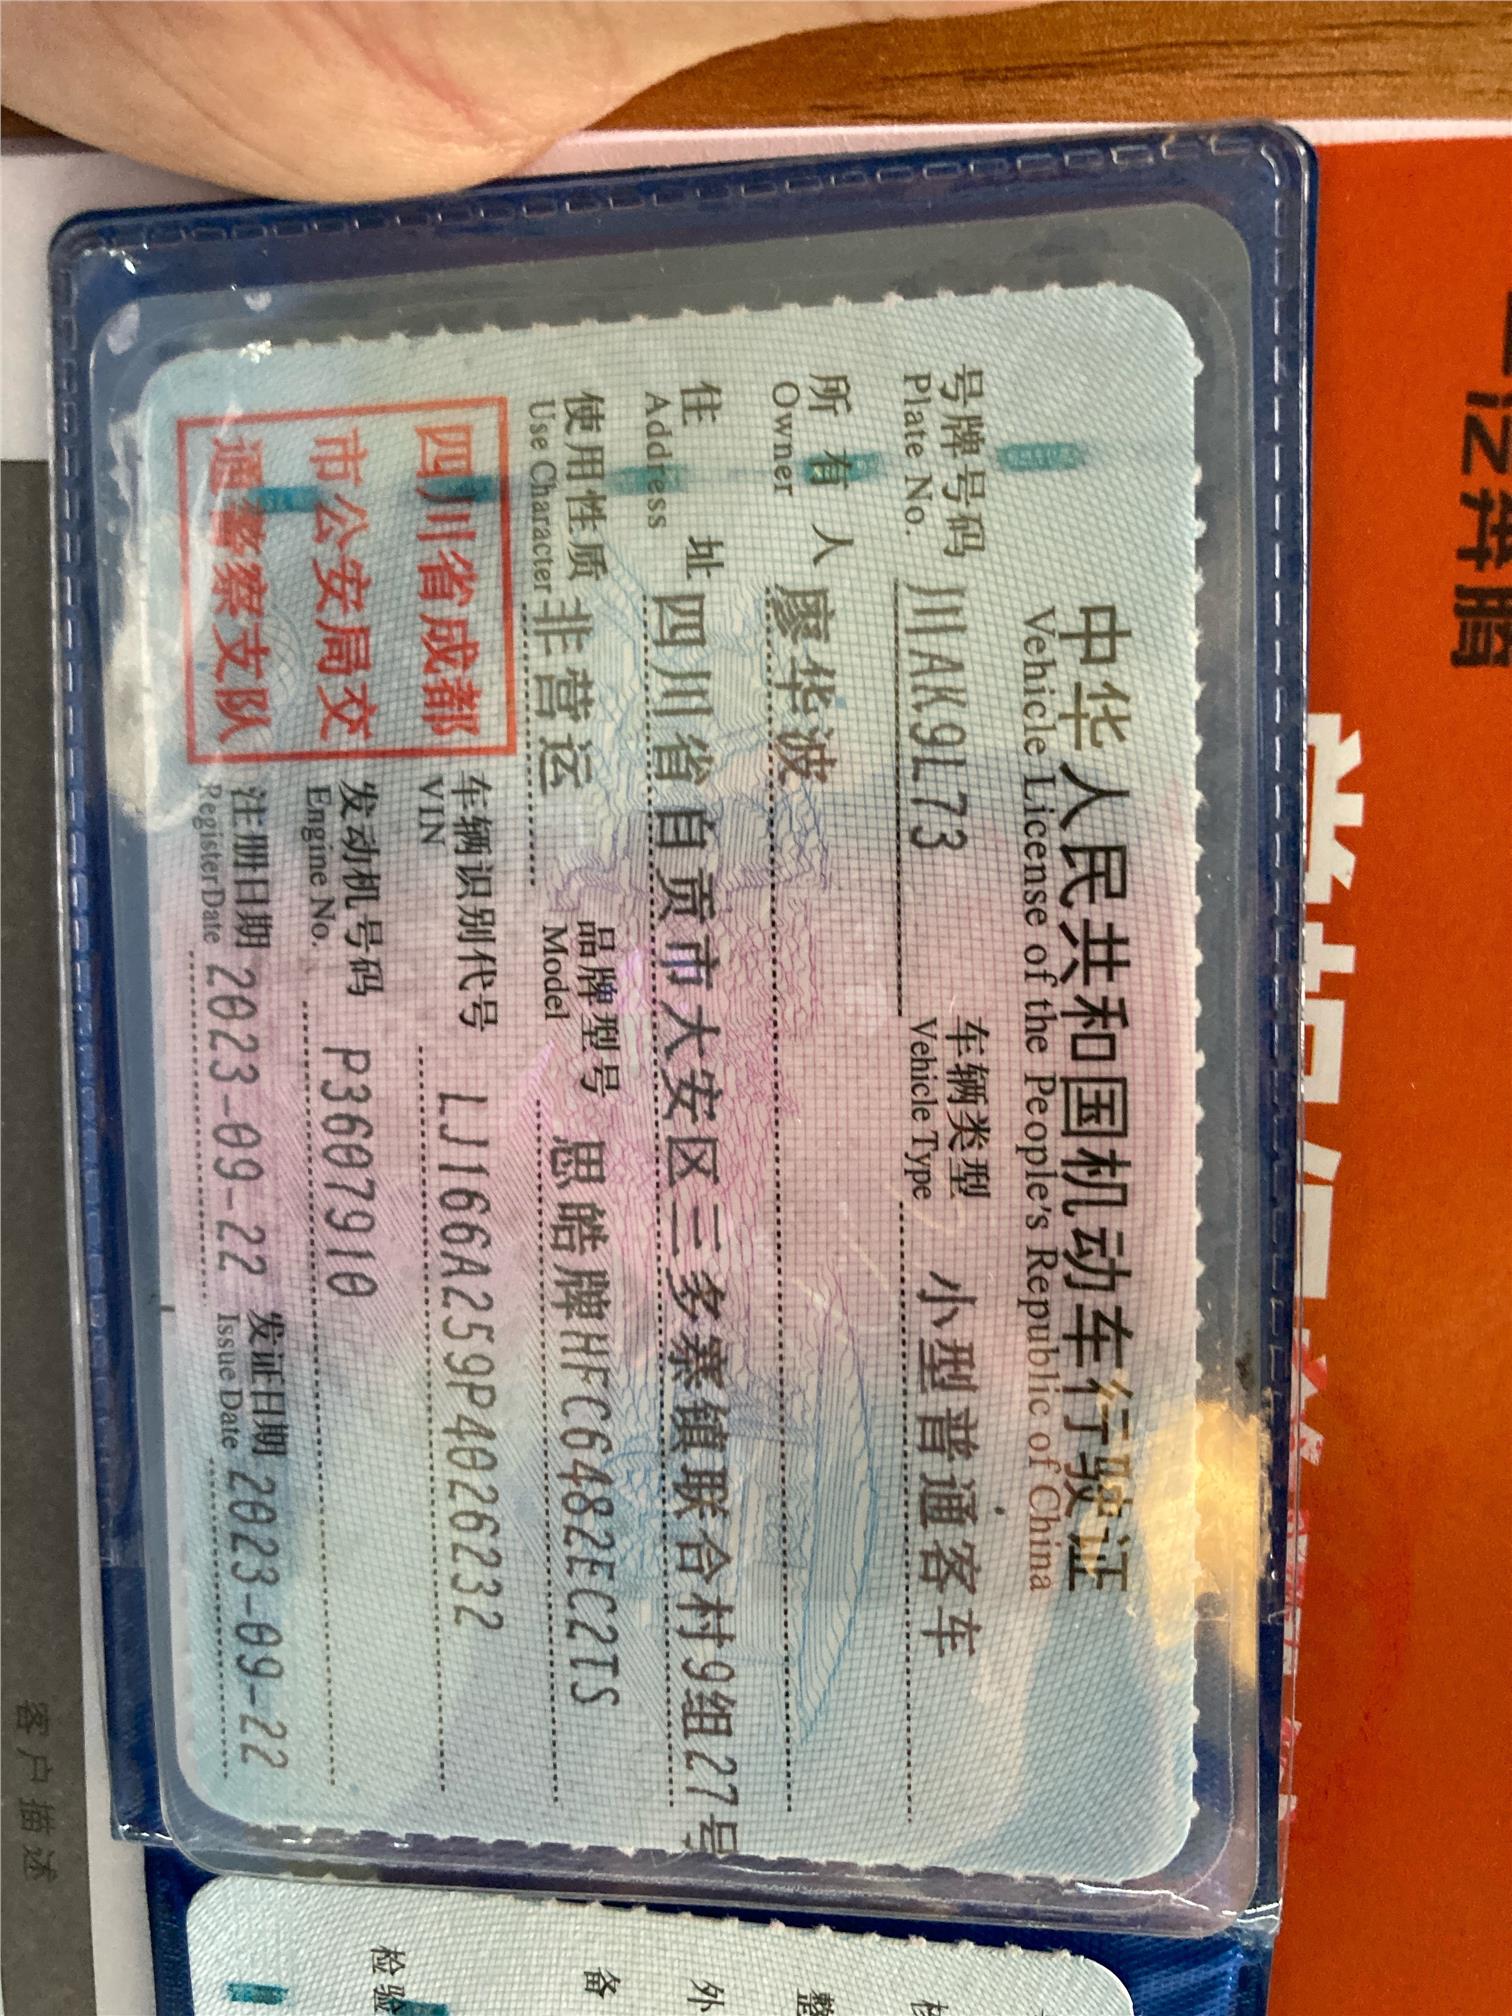 中华人民共和国机动车行驶证
Vehicle License of the People's Republic of China
号牌号码 川AK9L73 车辆类型 小型普通客车
Plate No. Vehicle Type
所有人 廖华波
Owner
住址 四川省自贡市大安区三多寨镇联合村9组27号
Address
使用性质 非营运 品牌型号 思皓牌HFC6482EC2TS
Use Character Model
车辆识别代号 LJ166A259P4026232
VIN
发动机号码 P3607910
Engine No.
注册日期 2023-09-22 发证日期 2023-09-22
Register Date Issue Date
四川省成都
市公安局交
通警察支队
整
外
备
检验
客户描述